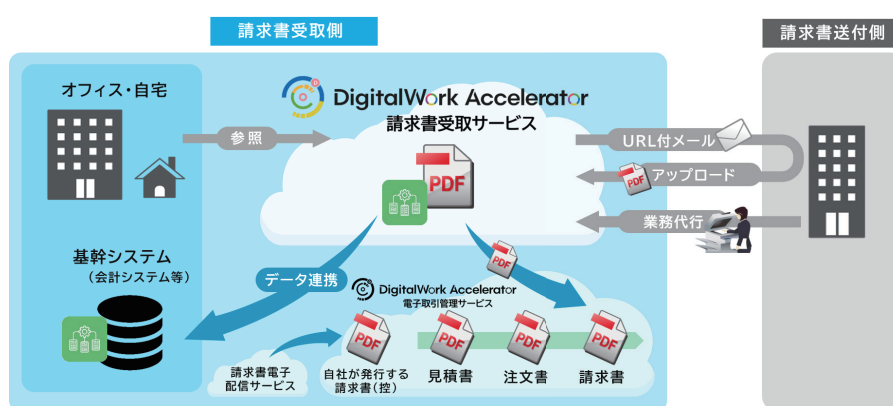 請求書受取側
請求書送付側
オフィス・自宅
DigitalWork Accelerator
請求書受取サービス
参照
PDF
URL付メール
PDF
アップロード
業務代行
基幹システム
（会計システム等）
データ連携
PDF
DigitalWork Accelerator
電子取引管理サービス
PDF
PDF
PDF
PDF
請求書電子
配信サービス
自社が発行する
請求書（控）
見積書
注文書
請求書